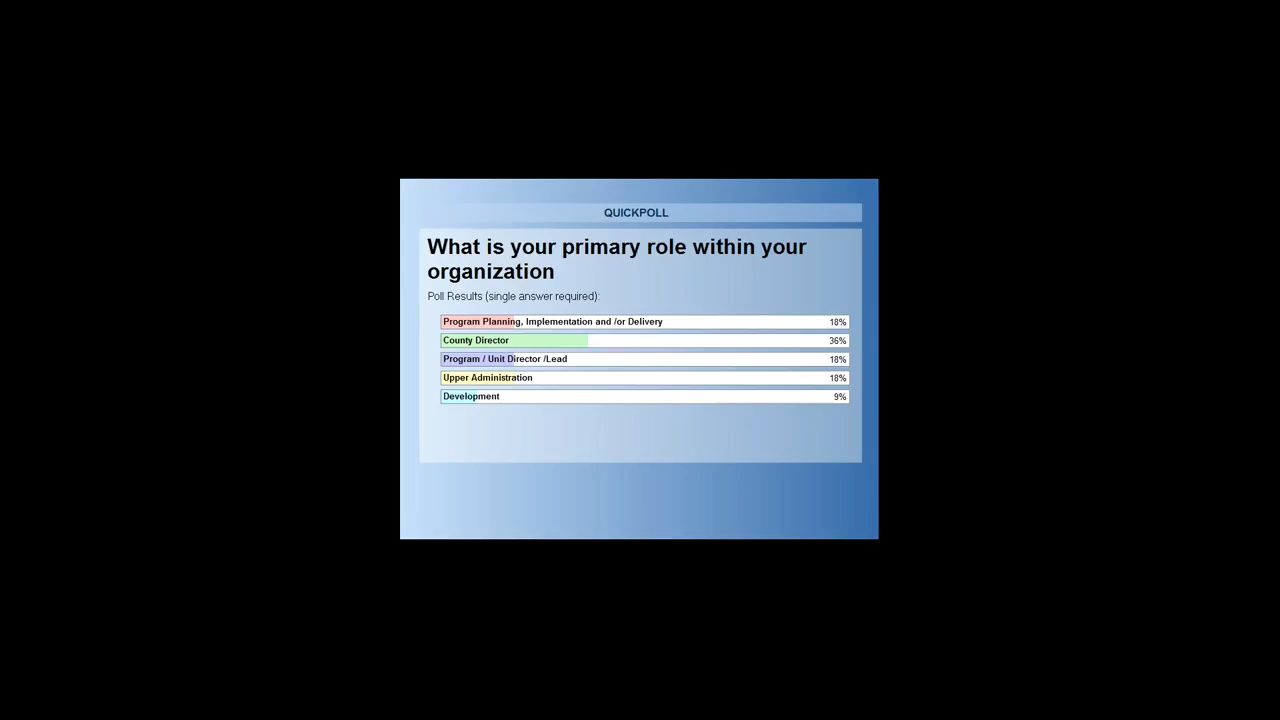 QUICKPOLL
What is your primary role within your
organization
Poll Results (single answer required):
Program Planning, Implementation and /or Delivery 18%
County Director 36%
Program / Unit Director /Lead 18%
Upper Administration 18%
Development 9%